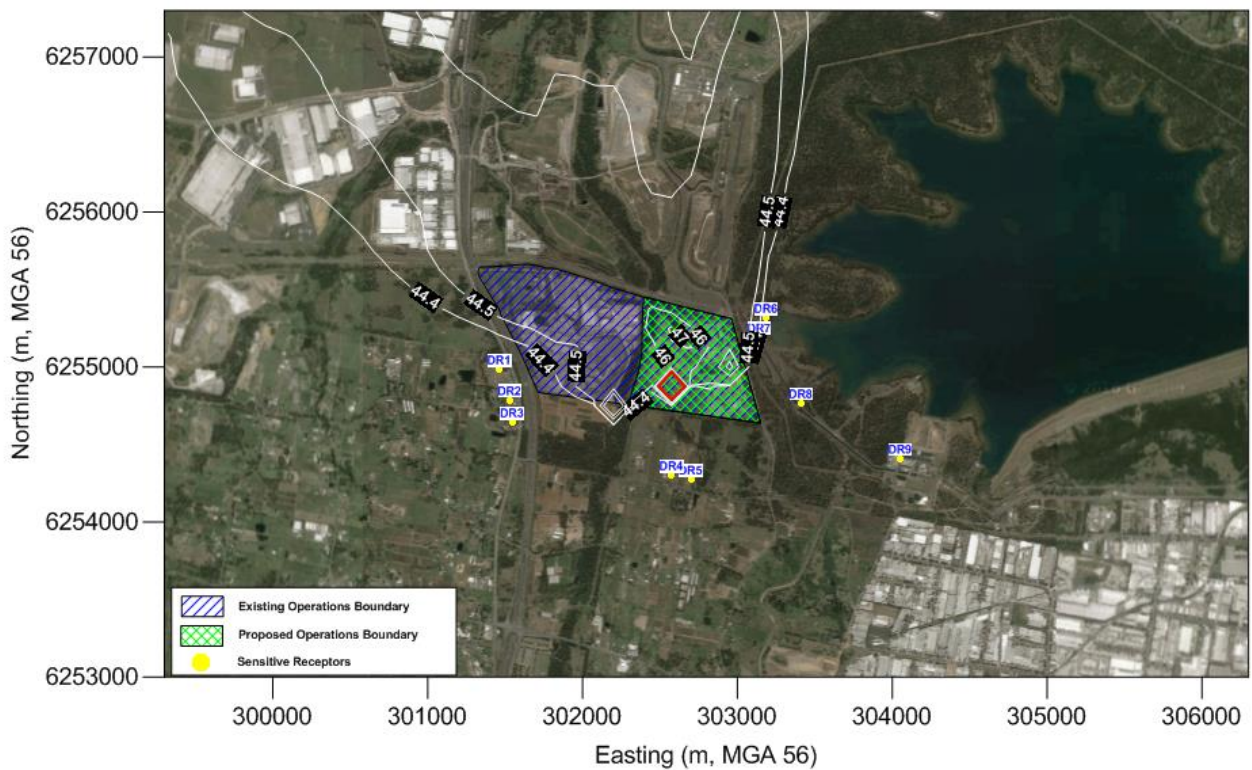 6257000
6256000
6255000
6254000
6253000
Northing (m, MGA 56)
44.5
44.4
44.4
44.5
DR6
DR7
47
46
44.5
44.4
44.5
46
DR1
DR2
44.4
DR8
DR3
DR4
DR5
DR9
Existing Operations Boundary
Proposed Operations Boundary
Sensitive Receptors
300000
301000
302000
303000
304000
305000
306000
Easting (m, MGA 56)